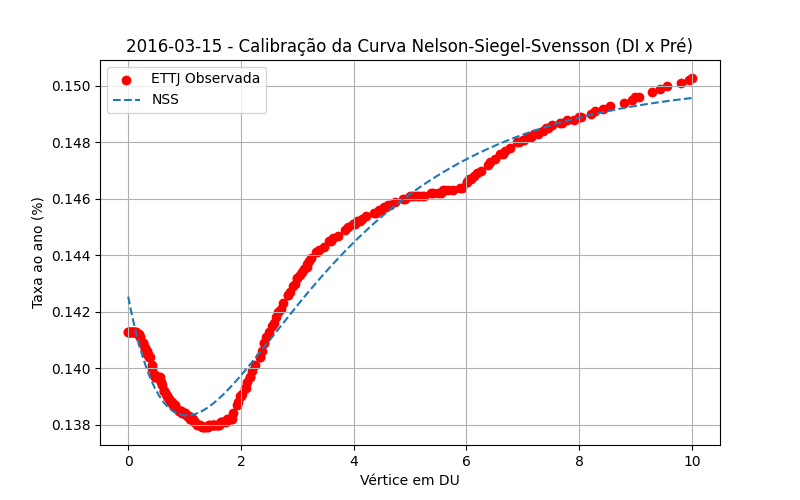 2016-03-15 - Calibração da Curva Nelson-Siegel-Svensson (DI x Pré)
ETTJ Observada
NSS
Taxa ao ano (%)
0.150
0.148
0.146
0.144
0.142
0.140
0.138
0 2 4 6 8 10
Vértice em DU